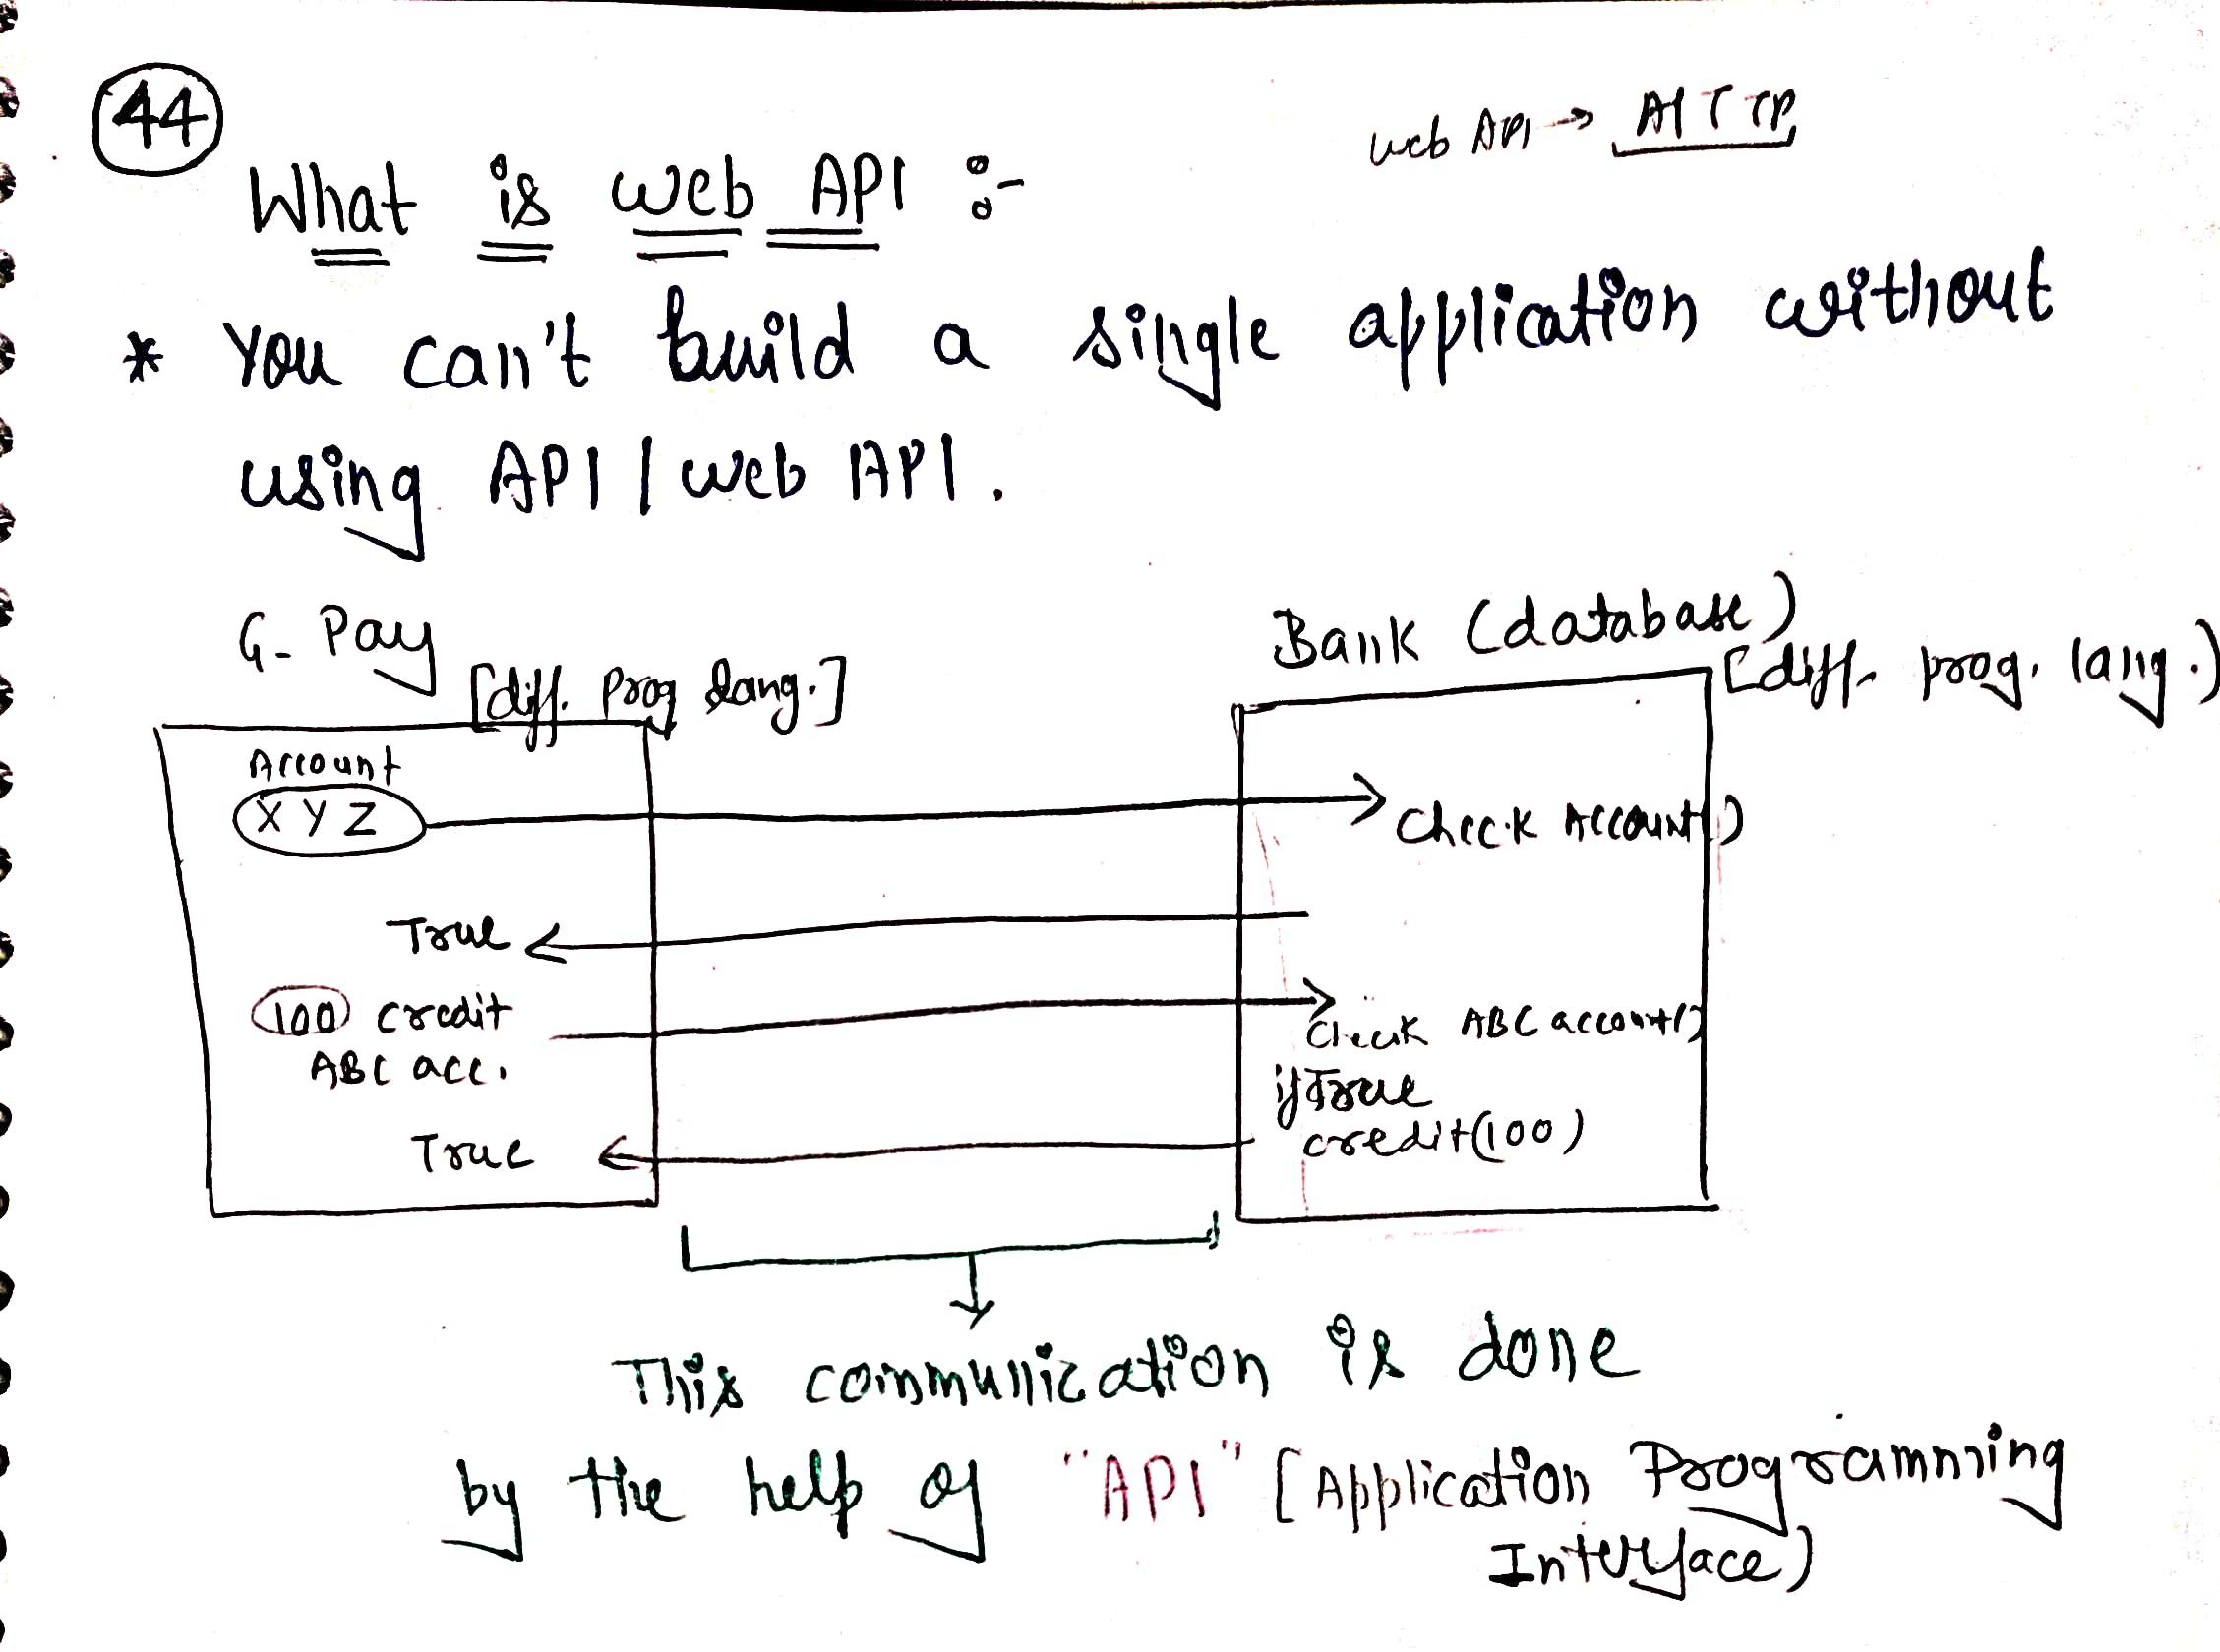 44
Web API → HTTP
What is Web API :-
* You can't build a single application without
using API / Web API.
G-Pay [diff. Prog lang.]
Bank (database) [diff. prog. lang.)
Account
XYZ
Check Account()
True
100 credit
ABC acc.
Check ABC account()
if True
credit(100)
True
This communication is done
by the help of "API" [Application Programming
Interface)